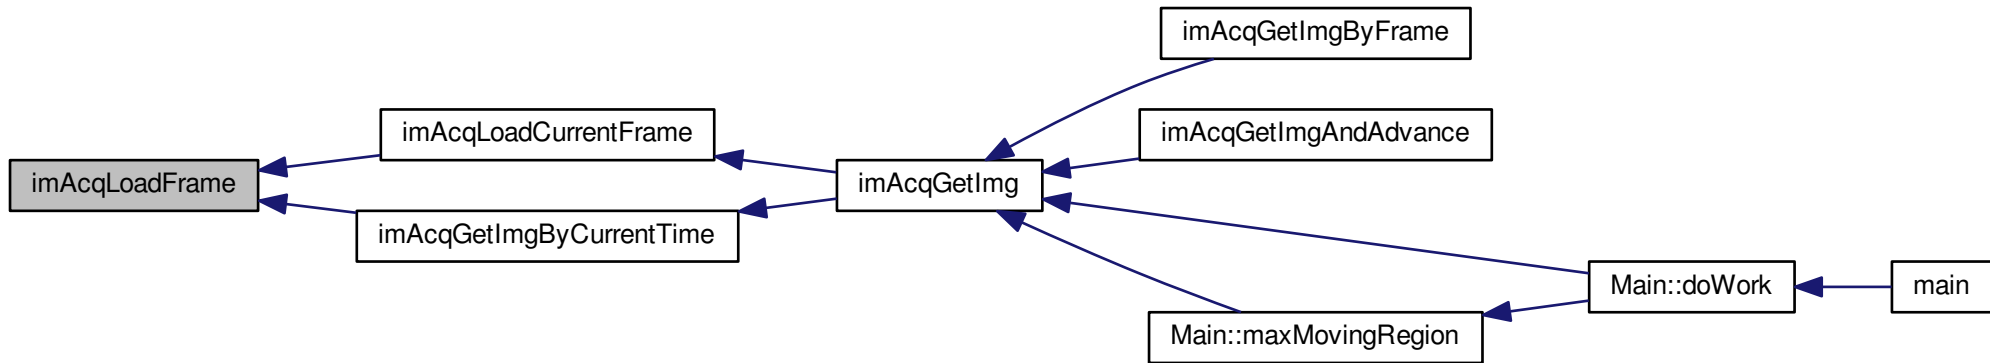 imAcqGetImgByFrame
imAcqLoadCurrentFrame
imAcqGetImgAndAdvance
imAcqLoadFrame
imAcqGetImg
imAcqGetImgByCurrentTime
Main::doWork
main
Main::maxMovingRegion